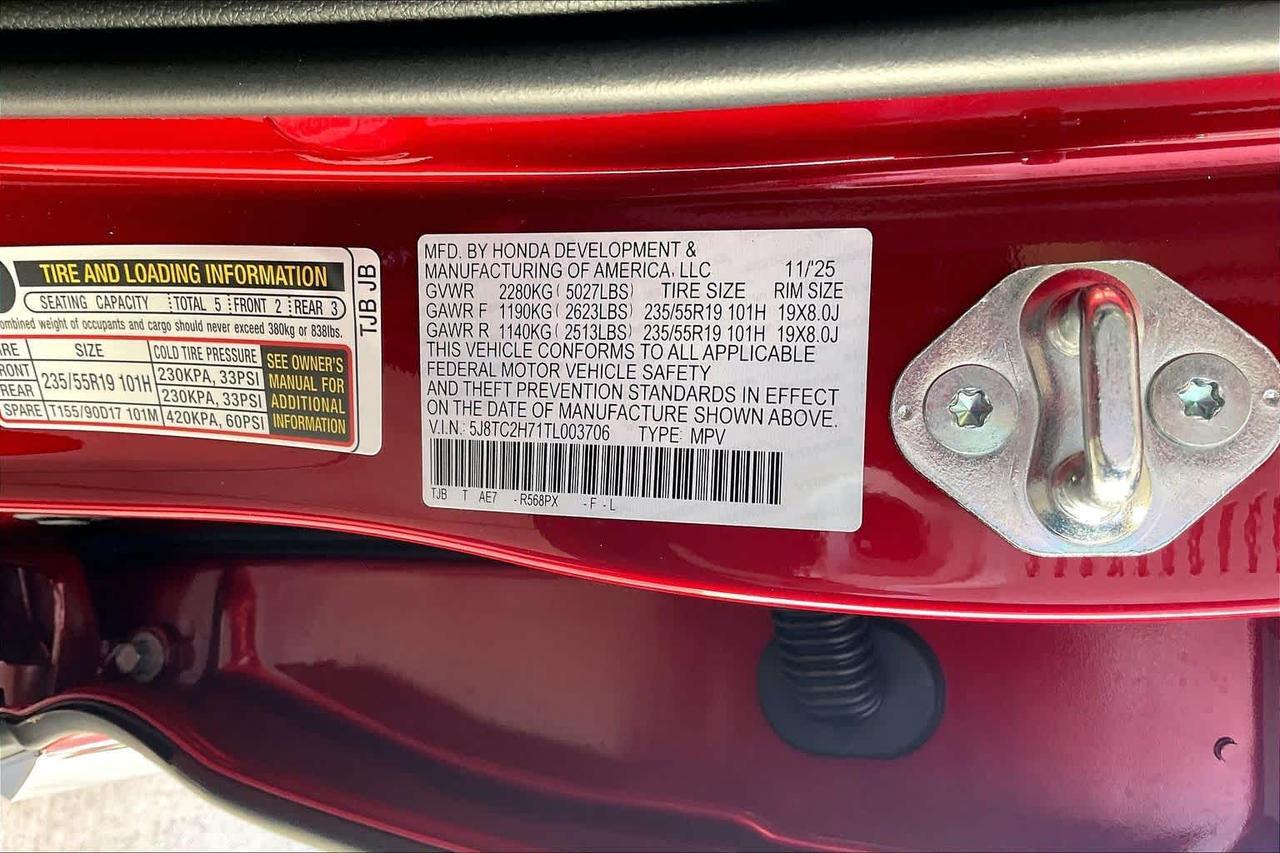 TIRE AND LOADING INFORMATION
SEATING CAPACITY TOTAL 5 FRONT 2 REAR 3
combined weight of occupants and cargo should never exceed 380kg or 838lbs.
SIZE COLD TIRE PRESSURE
FRONT 235/55R19 101H 230KPA, 33PSI
REAR 230KPA, 33PSI
SPARE T155/90D17 101M 420KPA, 60PSI
SEE OWNER'S
MANUAL FOR
ADDITIONAL
INFORMATION
TJB JB
MFD. BY HONDA DEVELOPMENT &
MANUFACTURING OF AMERICA, LLC 11/'25
GVWR 2280KG ( 5027LBS) TIRE SIZE RIM SIZE
GAWR F 1190KG ( 2623LBS) 235/55R19 101H 19X8.0J
GAWR R 1140KG ( 2513LBS) 235/55R19 101H 19X8.0J
THIS VEHICLE CONFORMS TO ALL APPLICABLE
FEDERAL MOTOR VEHICLE SAFETY
AND THEFT PREVENTION STANDARDS IN EFFECT
ON THE DATE OF MANUFACTURE SHOWN ABOVE.
V.I.N.: 5J8TC2H71TL003706 TYPE: MPV
TJB T AE7 -R568PX -F -L